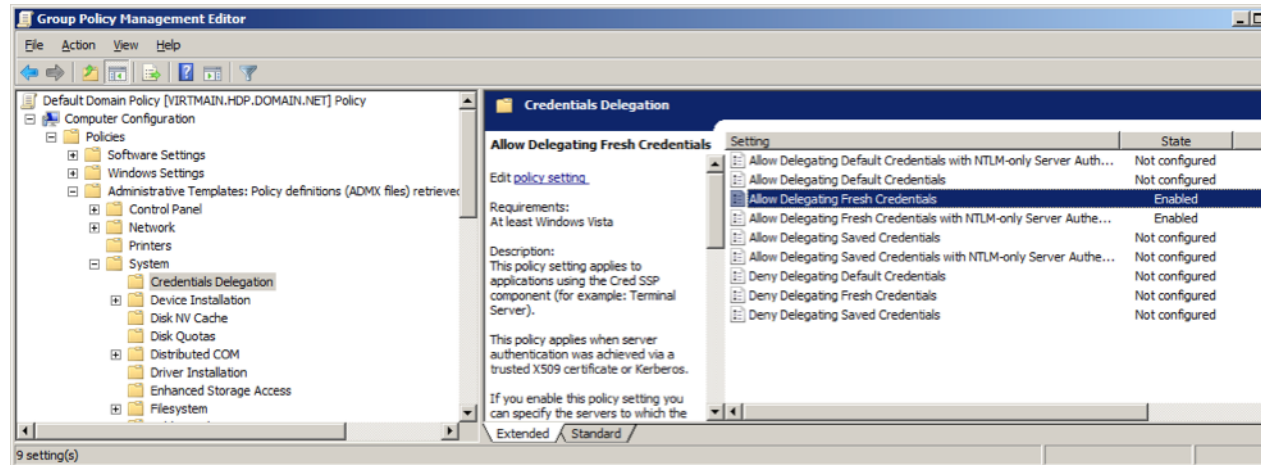 Group Policy Management Editor
File Action View Help
Default Domain Policy [VIRTMAIN.HDP.DOMAIN.NET] Policy
Computer Configuration
Policies
Software Settings
Windows Settings
Administrative Templates: Policy definitions (ADMX files) retrieved
Control Panel
Network
Printers
System
Credentials Delegation
Device Installation
Disk NV Cache
Disk Quotas
Distributed COM
Driver Installation
Enhanced Storage Access
Filesystem
Credentials Delegation
Allow Delegating Fresh Credentials
Edit policy setting
Requirements:
At least Windows Vista
Description:
This policy setting applies to
applications using the Cred SSP
component (for example: Terminal
Server).
This policy applies when server
authentication was achieved via a
trusted X509 certificate or Kerberos.
If you enable this policy setting you
can specify the servers to which the
Setting State
Allow Delegating Default Credentials with NTLM-only Server Auth... Not configured
Allow Delegating Default Credentials Not configured
Allow Delegating Fresh Credentials Enabled
Allow Delegating Fresh Credentials with NTLM-only Server Authe... Enabled
Allow Delegating Saved Credentials Not configured
Allow Delegating Saved Credentials with NTLM-only Server Authe... Not configured
Deny Delegating Default Credentials Not configured
Deny Delegating Fresh Credentials Not configured
Deny Delegating Saved Credentials Not configured
Extended Standard
9 setting(s)